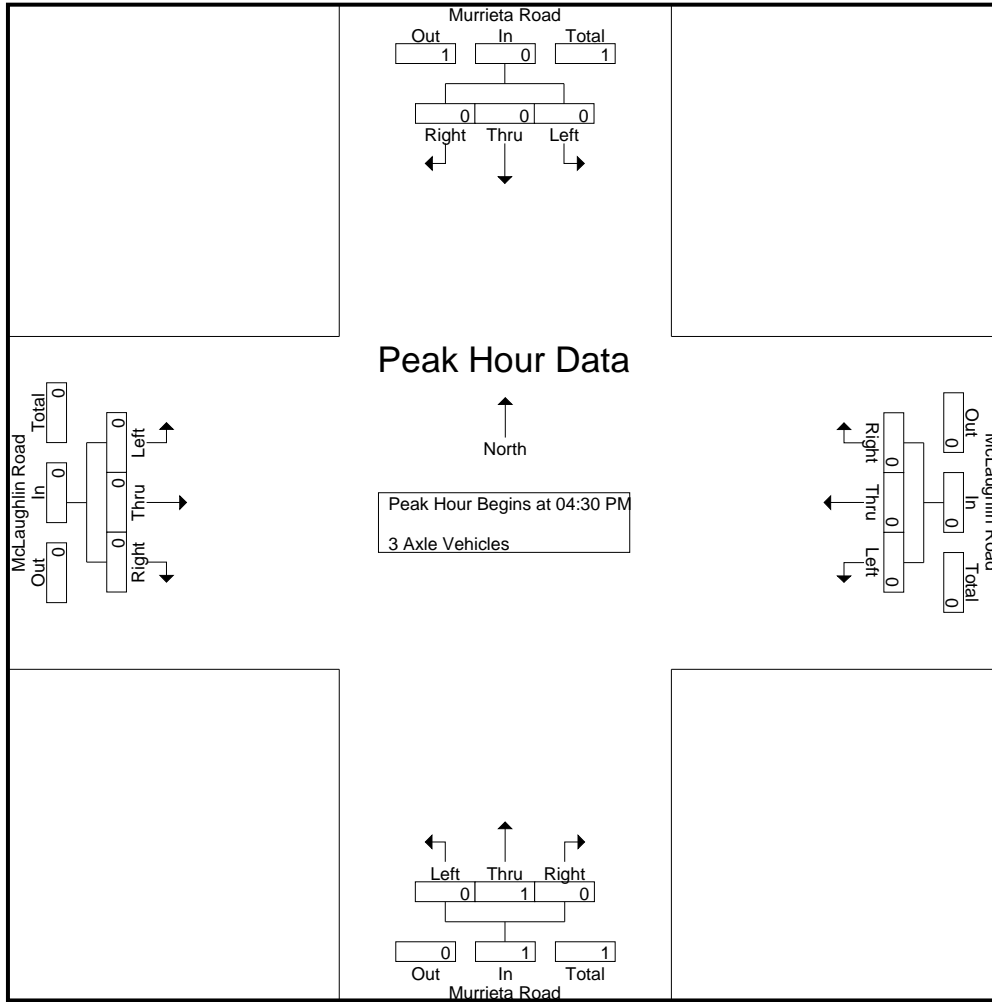 Murrieta Road
Out In Total
1 0 1
0 0 0
Right Thru Left
Peak Hour Data
North
Peak Hour Begins at 04:30 PM
3 Axle Vehicles
McLaughlin Road
Out In Total
0 0 0
0 0 0
Right Thru Left
McLaughlin Road
Out In Total
0 0 0
0 0 0
Right Thru Left
Left Thru Right
0 1 0
0 1 1
Out In Total
Murrieta Road